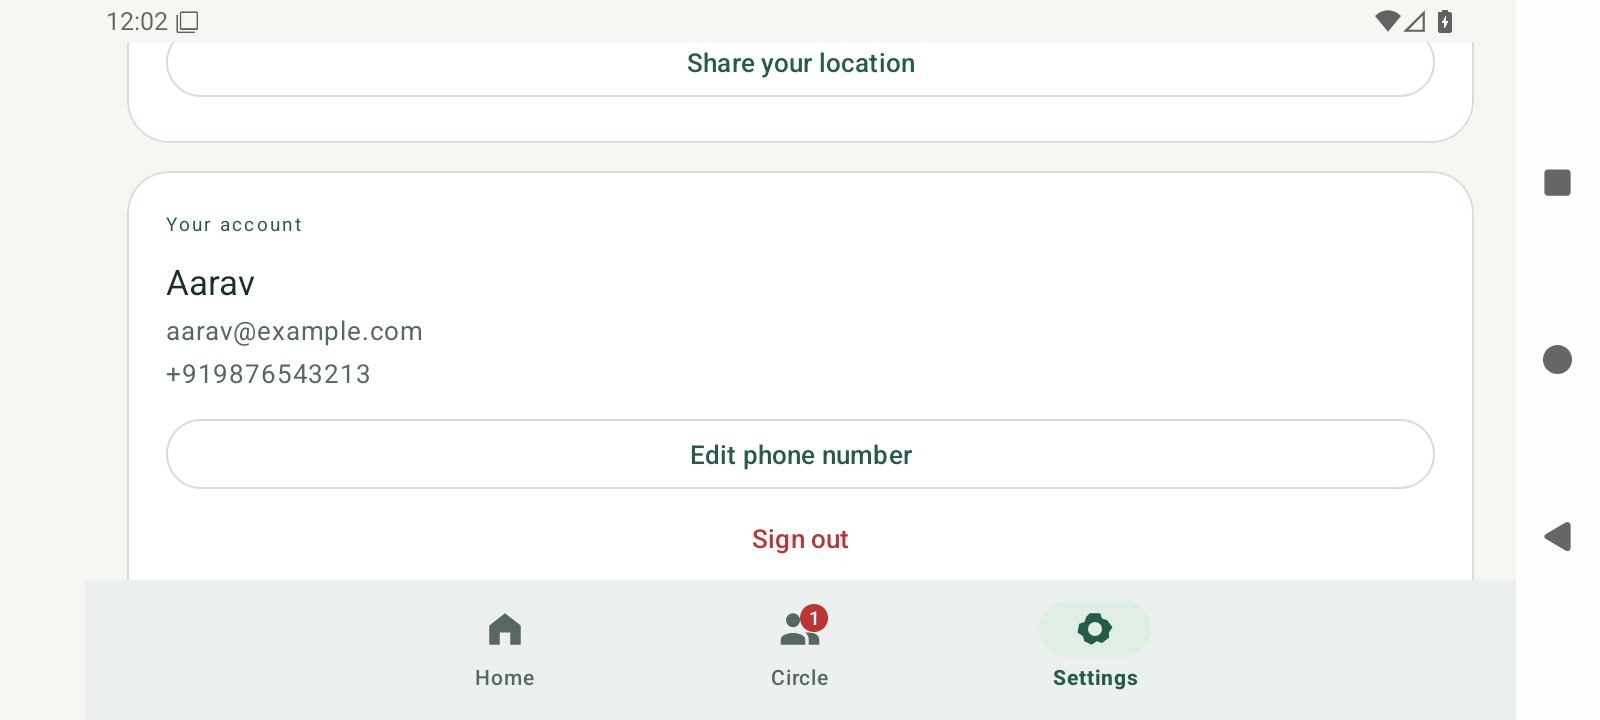 12:02
Share your location
Your account
Aarav
aarav@example.com
+919876543213
Edit phone number
Sign out
1
Home
Circle
Settings